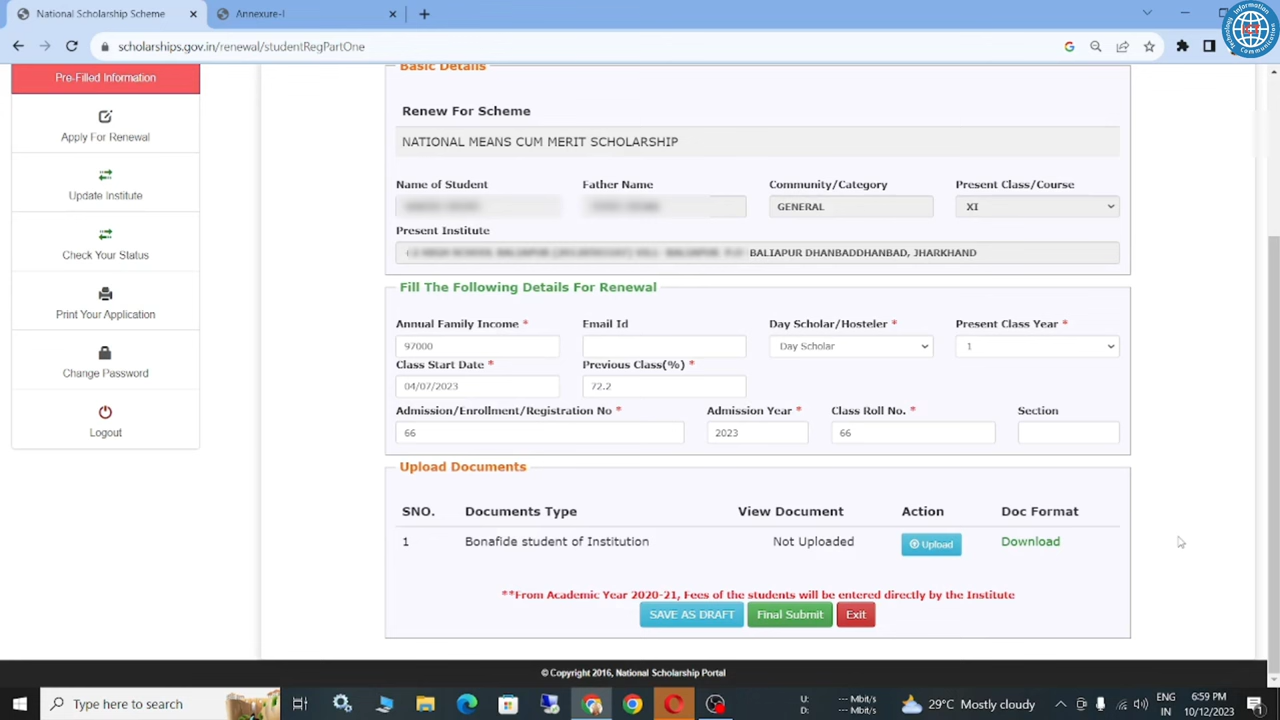 National Scholarship Scheme
Annexure-I
scholarships.gov.in/renewal/studentRegPartOne
Technology Information Communication
Pre-Filled Information
Apply For Renewal
Update Institute
Check Your Status
Print Your Application
Change Password
Logout
Basic Details
Renew For Scheme
NATIONAL MEANS CUM MERIT SCHOLARSHIP
Name of Student Father Name Community/Category Present Class/Course
GENERAL XI
Present Institute
BALIAPUR DHANBADDHANBAD, JHARKHAND
Fill The Following Details For Renewal
Annual Family Income * Email Id Day Scholar/Hosteler * Present Class Year *
97000 Day Scholar 1
Class Start Date * Previous Class(%) *
04/07/2023 72.2
Admission/Enrollment/Registration No * Admission Year * Class Roll No. * Section
66 2023 66
Upload Documents
SNO. Documents Type View Document Action Doc Format
1 Bonafide student of Institution Not Uploaded Upload Download
**From Academic Year 2020-21, Fees of the students will be entered directly by the Institute
SAVE AS DRAFT Final Submit Exit
© Copyright 2016, National Scholarship Portal
Type here to search
U: --- Mbit/s
D: --- Mbit/s
29°C Mostly cloudy
ENG
IN
6:59 PM
10/12/2023
1